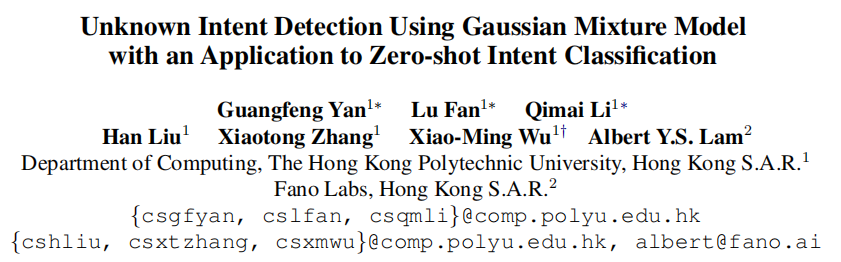 Unknown Intent Detection Using Gaussian Mixture Model
with an Application to Zero-shot Intent Classification
Guangfeng Yan1* Lu Fan1* Qimai Li1*
Han Liu1 Xiaotong Zhang1 Xiao-Ming Wu1† Albert Y.S. Lam2
Department of Computing, The Hong Kong Polytechnic University, Hong Kong S.A.R.1
Fano Labs, Hong Kong S.A.R.2
{csgfyan, cslfan, csqmli}@comp.polyu.edu.hk
{cshliu, csxtzhang, csxmwu}@comp.polyu.edu.hk, albert@fano.ai